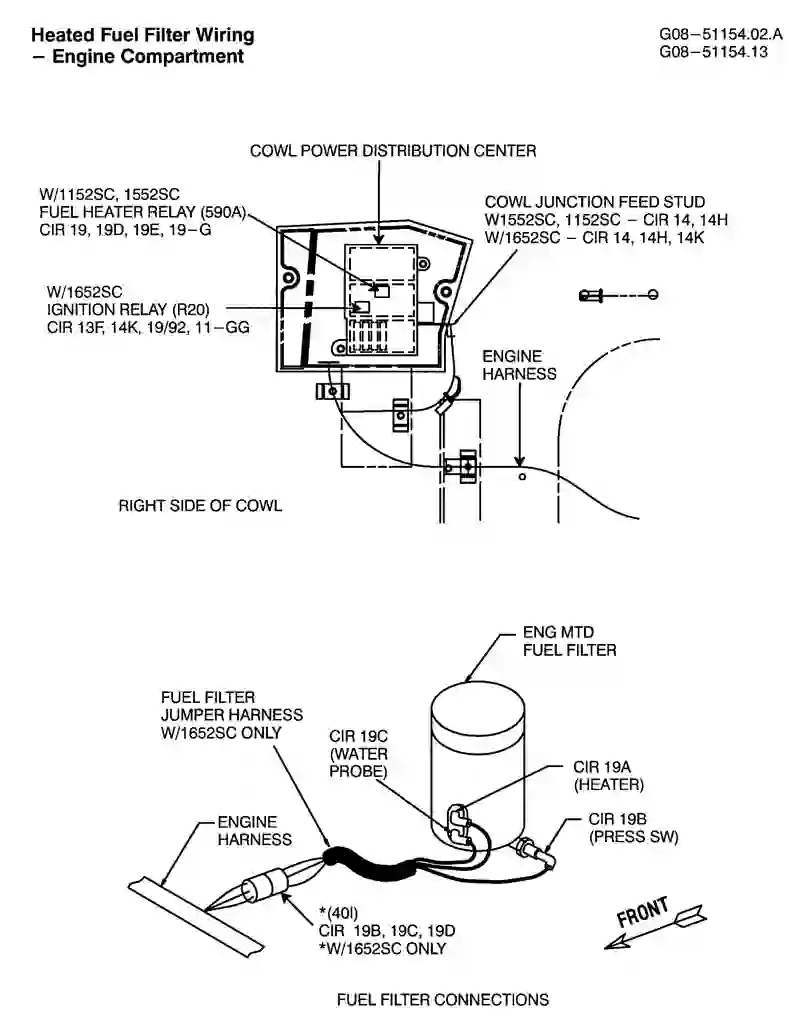 Heated Fuel Filter Wiring
– Engine Compartment
G08–51154.02.A
G08–51154.13
COWL POWER DISTRIBUTION CENTER
W/1152SC, 1552SC
FUEL HEATER RELAY (590A)
CIR 19, 19D, 19E, 19–G
COWL JUNCTION FEED STUD
W1552SC, 1152SC – CIR 14, 14H
W/1652SC – CIR 14, 14H, 14K
W/1652SC
IGNITION RELAY (R20)
CIR 13F, 14K, 19/92, 11–GG
ENGINE
HARNESS
RIGHT SIDE OF COWL
ENG MTD
FUEL FILTER
FUEL FILTER
JUMPER HARNESS
W/1652SC ONLY
CIR 19C
(WATER
PROBE)
CIR 19A
(HEATER)
CIR 19B
(PRESS SW)
ENGINE
HARNESS
*(40I)
CIR 19B, 19C, 19D
*W/1652SC ONLY
FRONT
FUEL FILTER CONNECTIONS